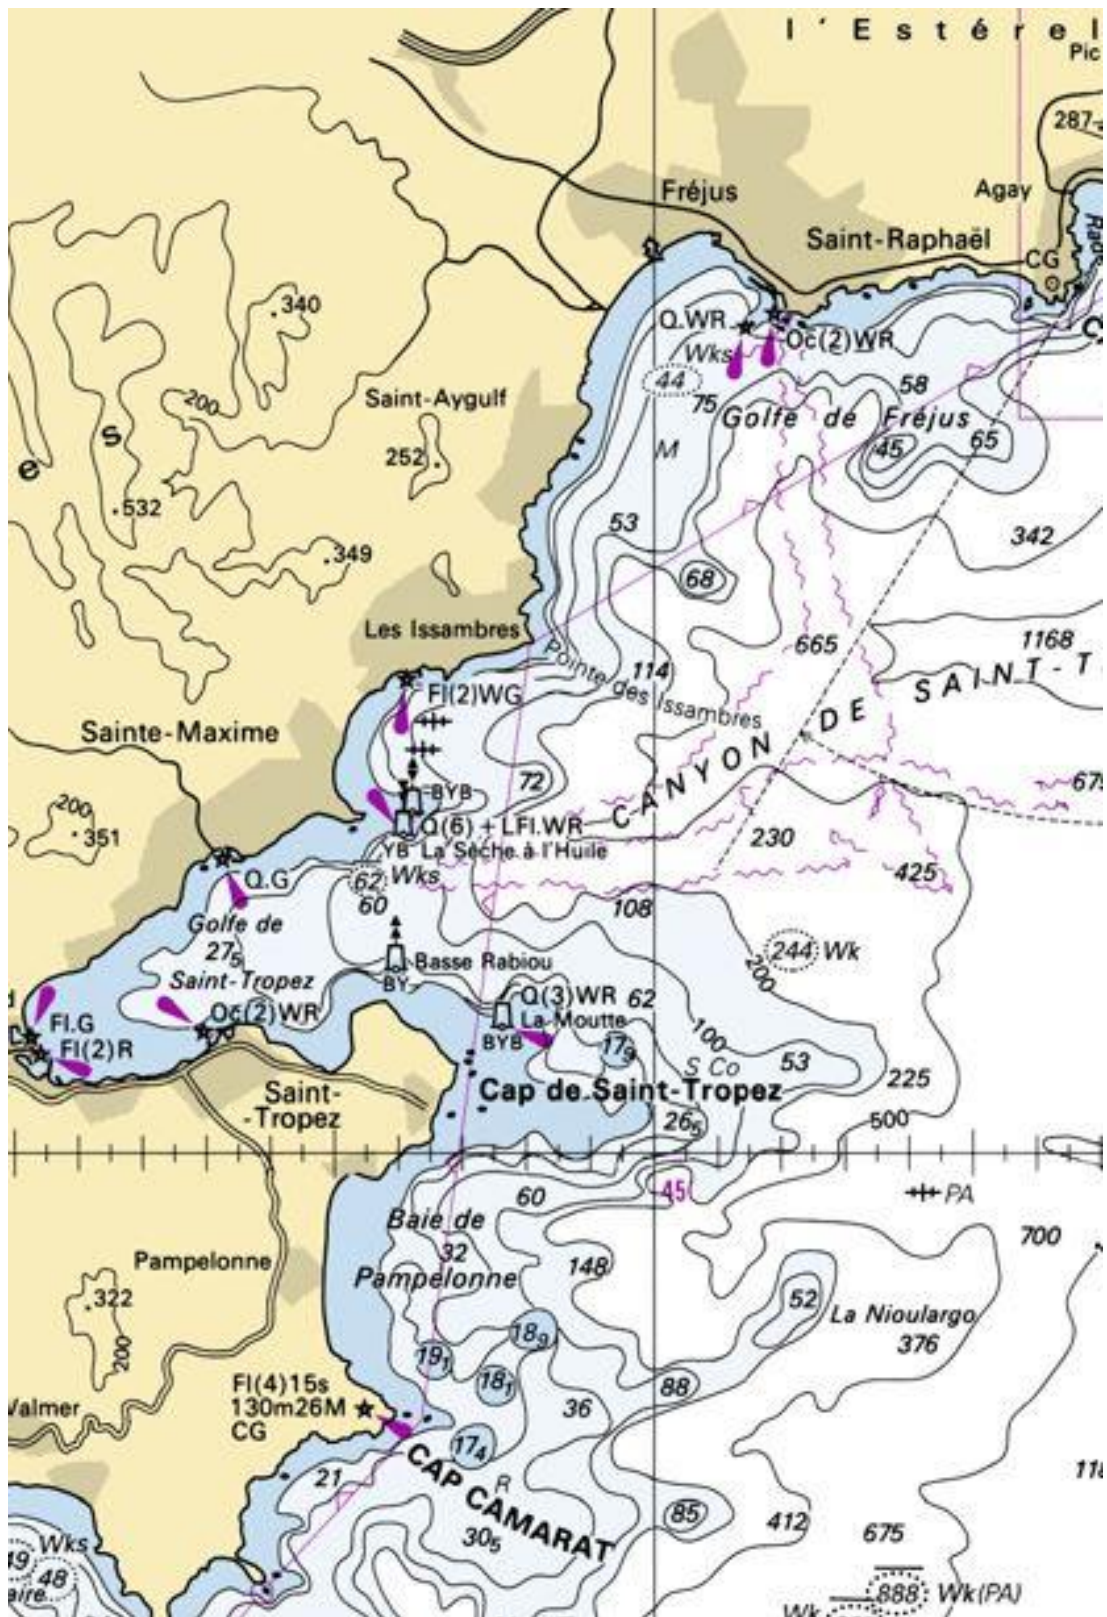 l'Estérel
Pic
287
Fréjus
Agay
Saint-Raphaël
CG
340
Q.WR
Oc(2)WR
Wks
44
58
75
Golfe de Fréjus
200
Saint-Aygulf
s
M
45
65
e
252
532
53
342
349
68
Les Issambres
665
1168
Pointe des Issambres
114
CANYON DE SAINT-T
Fl(2)WG
Sainte-Maxime
72
BYB
200
351
Q(6) + LFl.WR
YB
La Sèche à l'Huile
230
Q.G
62
Wks
425
60
108
Golfe de
Saint-Tropez
27₅
244 Wk
Basse Rabiou
BY
200
Oc(2)WR
Q(3)WR
62
La Moutte
BYB
Fl.G
Fl(2)R
17₉
100
S Co
53
225
Saint-
-Tropez
Cap de Saint-Tropez
26₅
500
60
45
PA
Baie de
Pampelonne
32
700
Pampelonne
148
322
200
52
La Nioulargo
376
18₉
19₁
18₁
88
Fl(4)15s
130m26M
CG
36
17₄
CAP CAMARAT
21
R
30₅
85
412
675
Wks
49
48
888 Wk(PA)
Wk